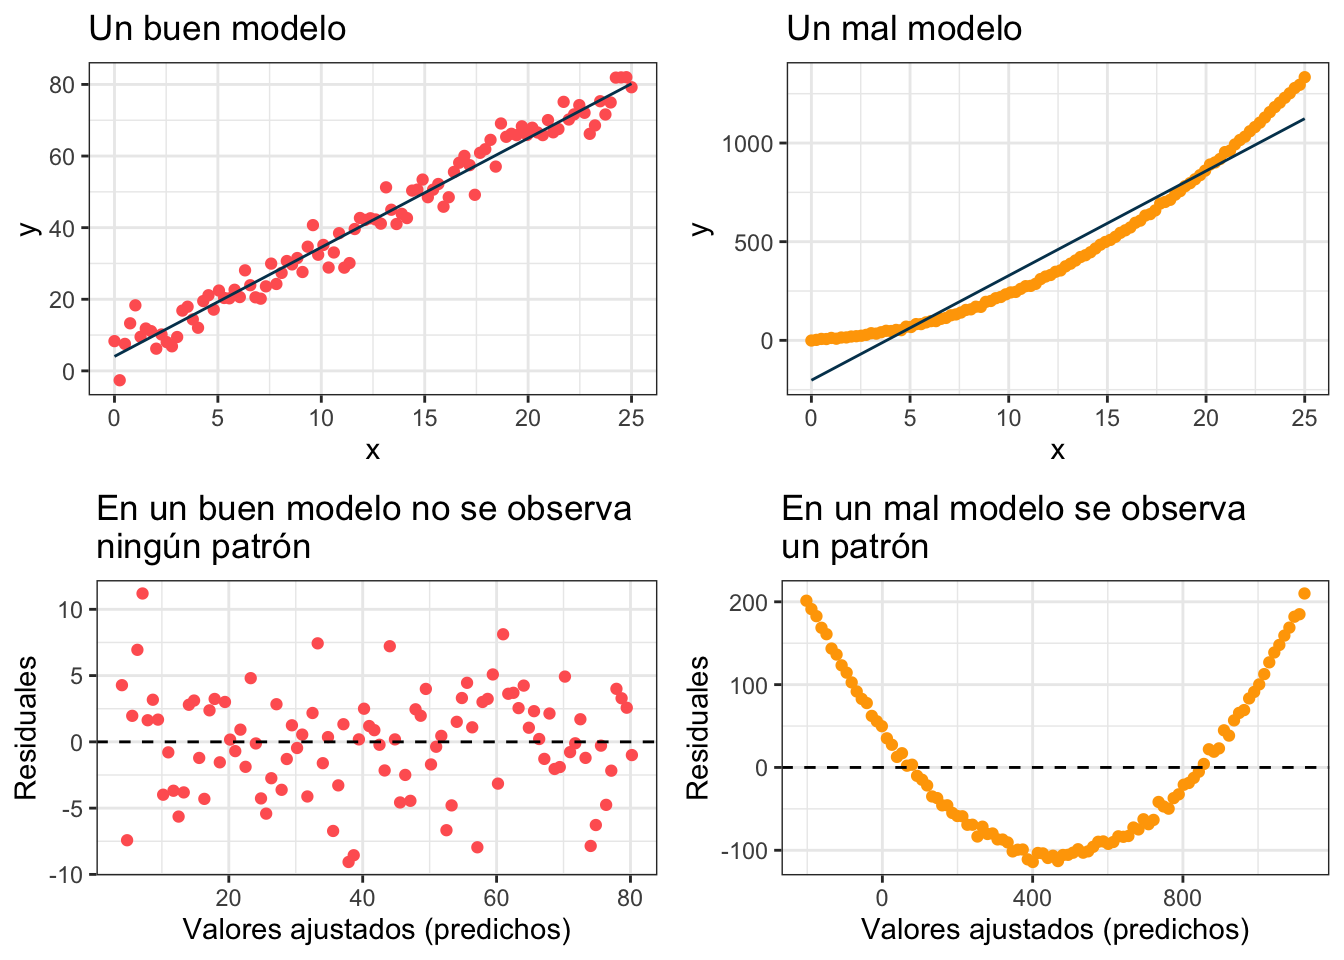 Un buen modelo
80
60
40
20
0
y
0 5 10 15 20 25
x
Un mal modelo
1000
500
0
y
0 5 10 15 20 25
x
En un buen modelo no se observa
ningún patrón
10
5
0
-5
-10
Residuales
20 40 60 80
Valores ajustados (predichos)
En un mal modelo se observa
un patrón
200
100
0
-100
Residuales
0 400 800
Valores ajustados (predichos)